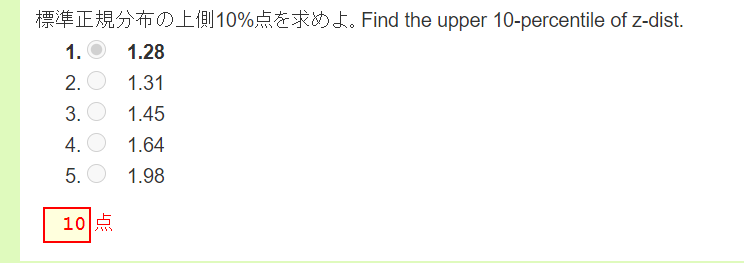 標準正規分布の上側10%点を求めよ。Find the upper 10-percentile of z-dist.
1. 1.28
2. 1.31
3. 1.45
4. 1.64
5. 1.98
10 点